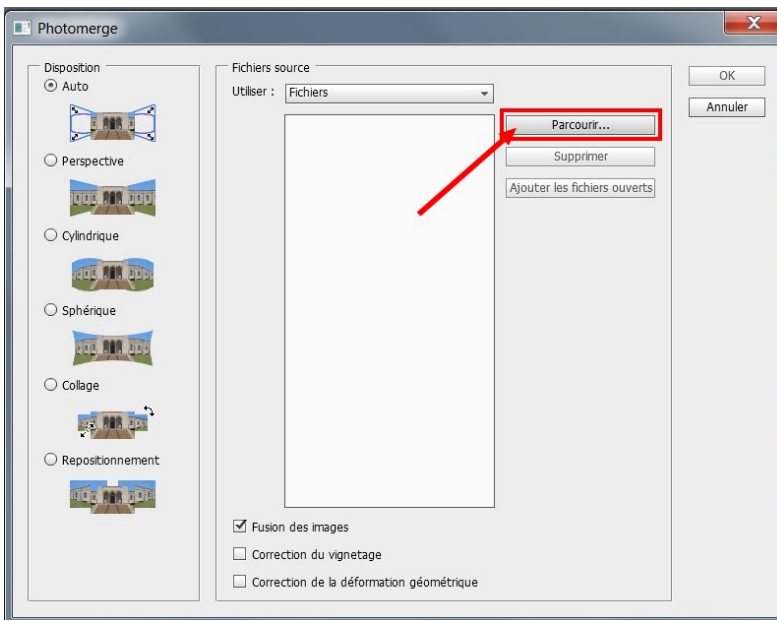 Photomerge
Disposition
Auto
Perspective
Cylindrique
Sphérique
Collage
Repositionnement
Fichiers source
Utiliser : Fichiers
Parcourir...
Supprimer
Ajouter les fichiers ouverts
Fusion des images
Correction du vignetage
Correction de la déformation géométrique
OK
Annuler